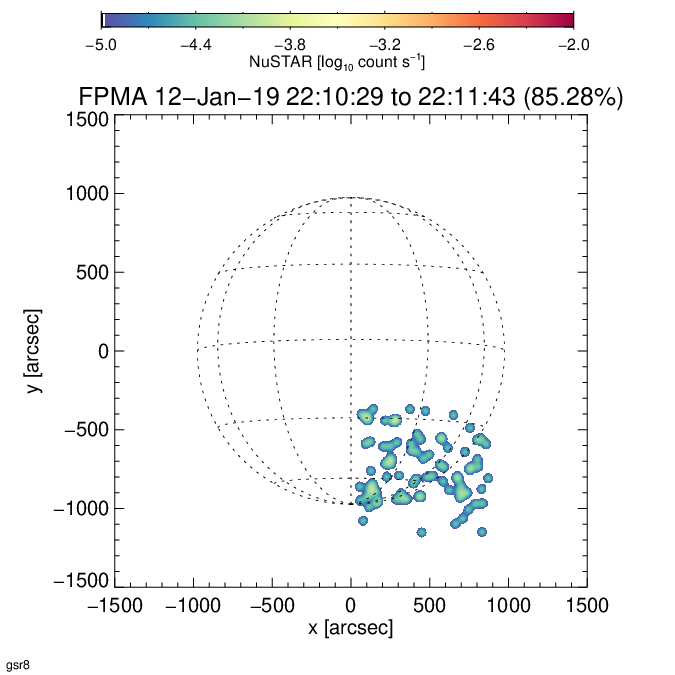 −5.0 −4.4 −3.8 −3.2 −2.6 −2.0
NuSTAR [log10 count s−1]
FPMA 12−Jan−19 22:10:29 to 22:11:43 (85.28%)
1500
1000
500
0
−500
−1000
−1500
y [arcsec]
−1500 −1000 −500 0 500 1000 1500
x [arcsec]
gsr8